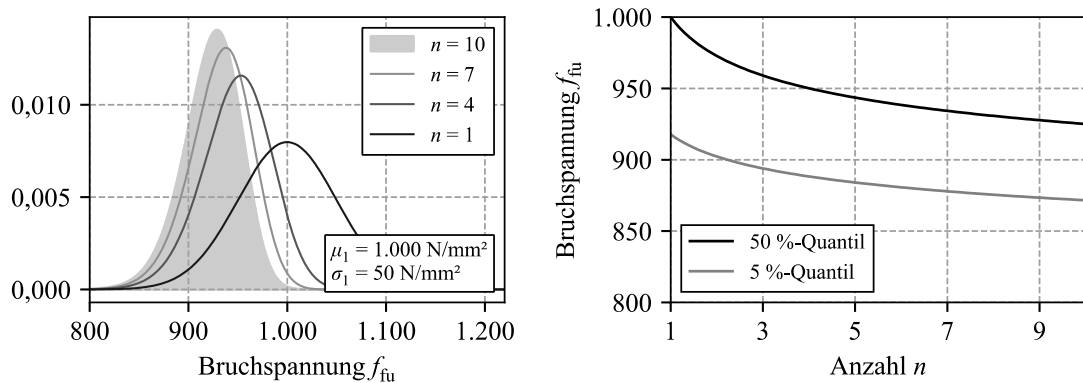 0,010
0,005
0,000
800
900
1.000
1.100
1.200
Bruchspannung f_fu
n = 10
n = 7
n = 4
n = 1
μ₁ = 1.000 N/mm²
σ₁ = 50 N/mm²
Bruchspannung f_fu
1.000
950
900
850
800
1
3
5
7
9
Anzahl n
50 %-Quantil
5 %-Quantil